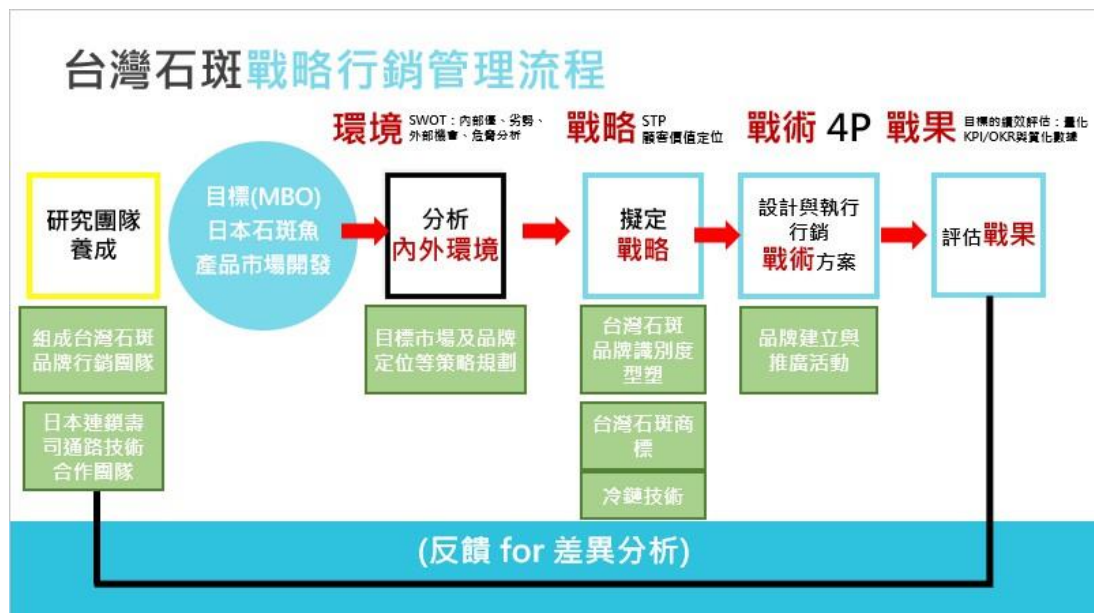 台灣石斑戰略行銷管理流程
環境 SWOT：內部優、劣勢、
外部機會、危脅分析
戰略 STP
顧客價值定位
戰術 4P
戰果 目標的績效評估：量化
KPI/OKR與質化數據
研究團隊
養成
目標(MBO)
日本石斑魚
產品市場開發
分析
內外環境
擬定
戰略
設計與執行
行銷
戰術方案
評估戰果
組成台灣石斑
品牌行銷團隊
日本連鎖壽
司通路技術
合作團隊
目標市場及品牌
定位等策略規劃
台灣石斑
品牌識別度
型塑
台灣石斑商
標
冷鏈技術
品牌建立與
推廣活動
(反饋 for 差異分析)